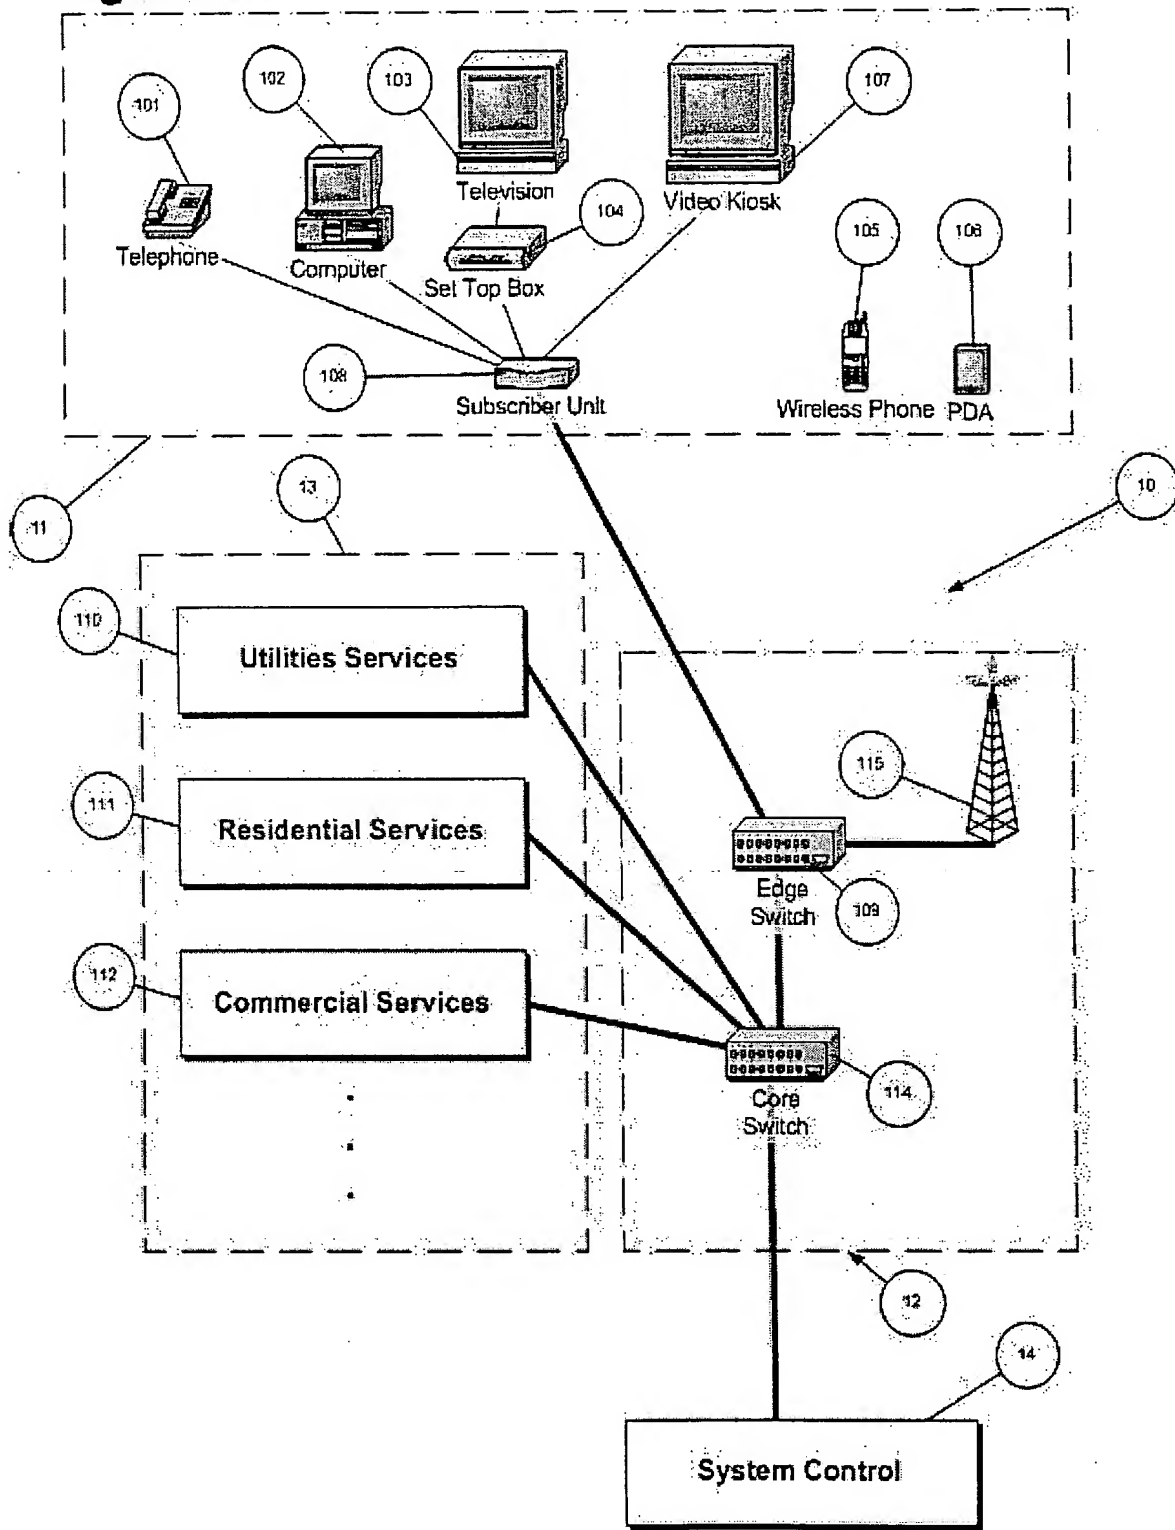 101
102
103
107
Television
104
Video Kiosk
105
106
Telephone
Computer
Set Top Box
108
Subscriber Unit
Wireless Phone
PDA
11
13
10
110
Utilities Services
115
111
Residential Services
Edge
Switch
109
112
Commercial Services
Core
Switch
114
12
14
System Control